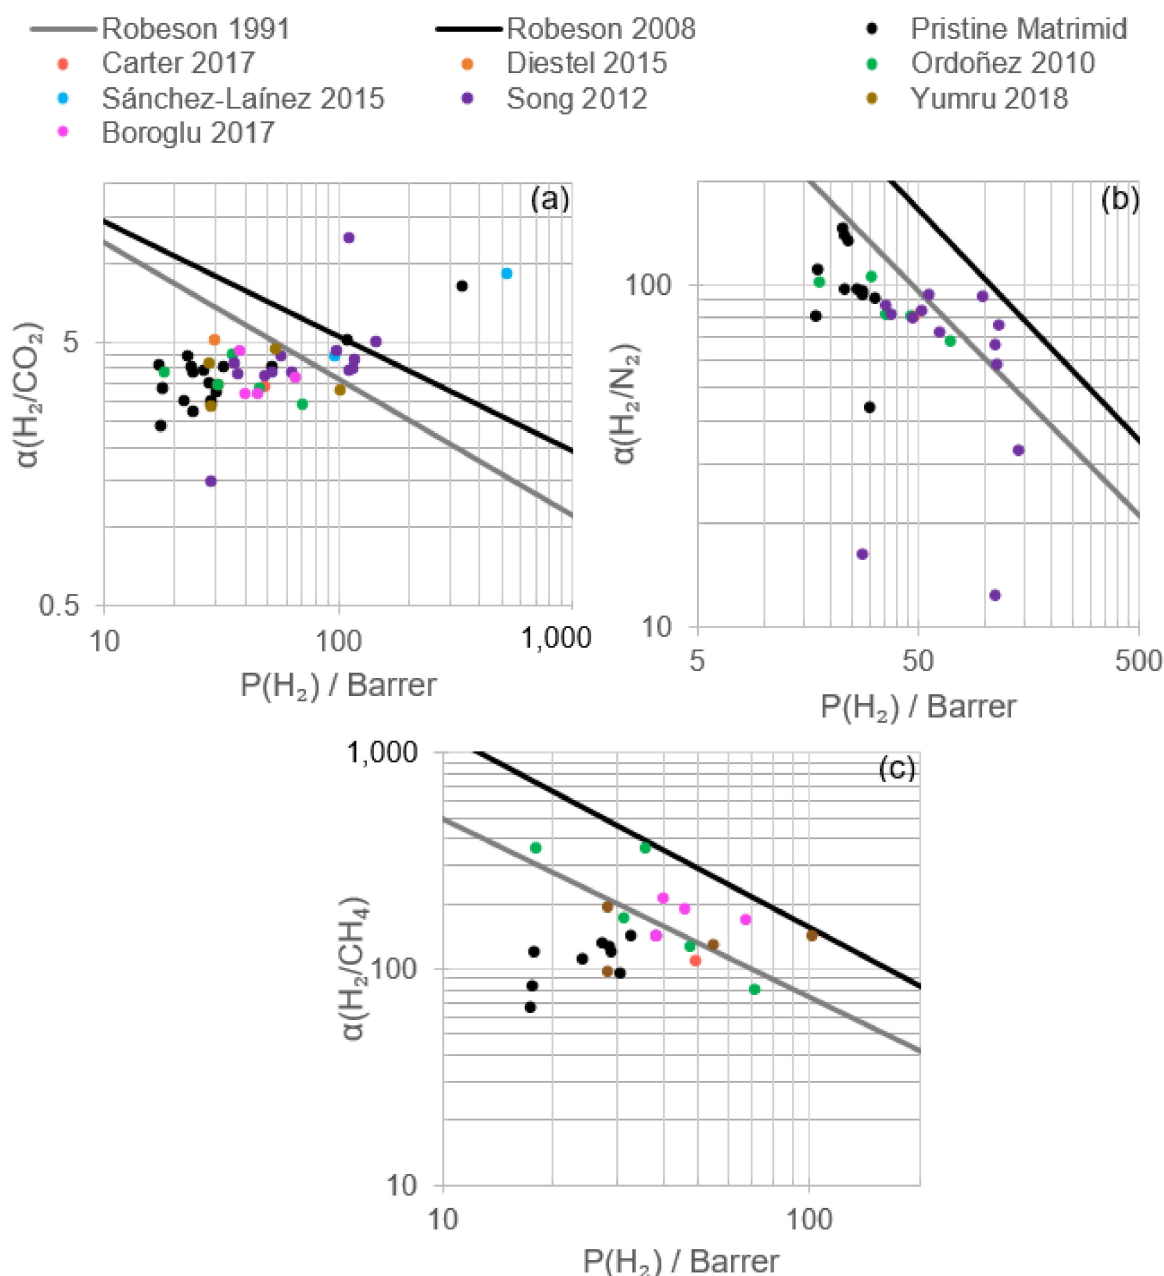 Robeson 1991 Robeson 2008 Pristine Matrimid
Carter 2017 Diestel 2015 Ordoñez 2010
Sánchez-Laínez 2015 Song 2012 Yumru 2018
Boroglu 2017
(a)
α(H₂/CO₂)
5
0.5
10 100 1,000
P(H₂) / Barrer
(b)
α(H₂/N₂)
100
10
5 50 500
P(H₂) / Barrer
(c)
α(H₂/CH₄)
1,000
100
10
10 100
P(H₂) / Barrer